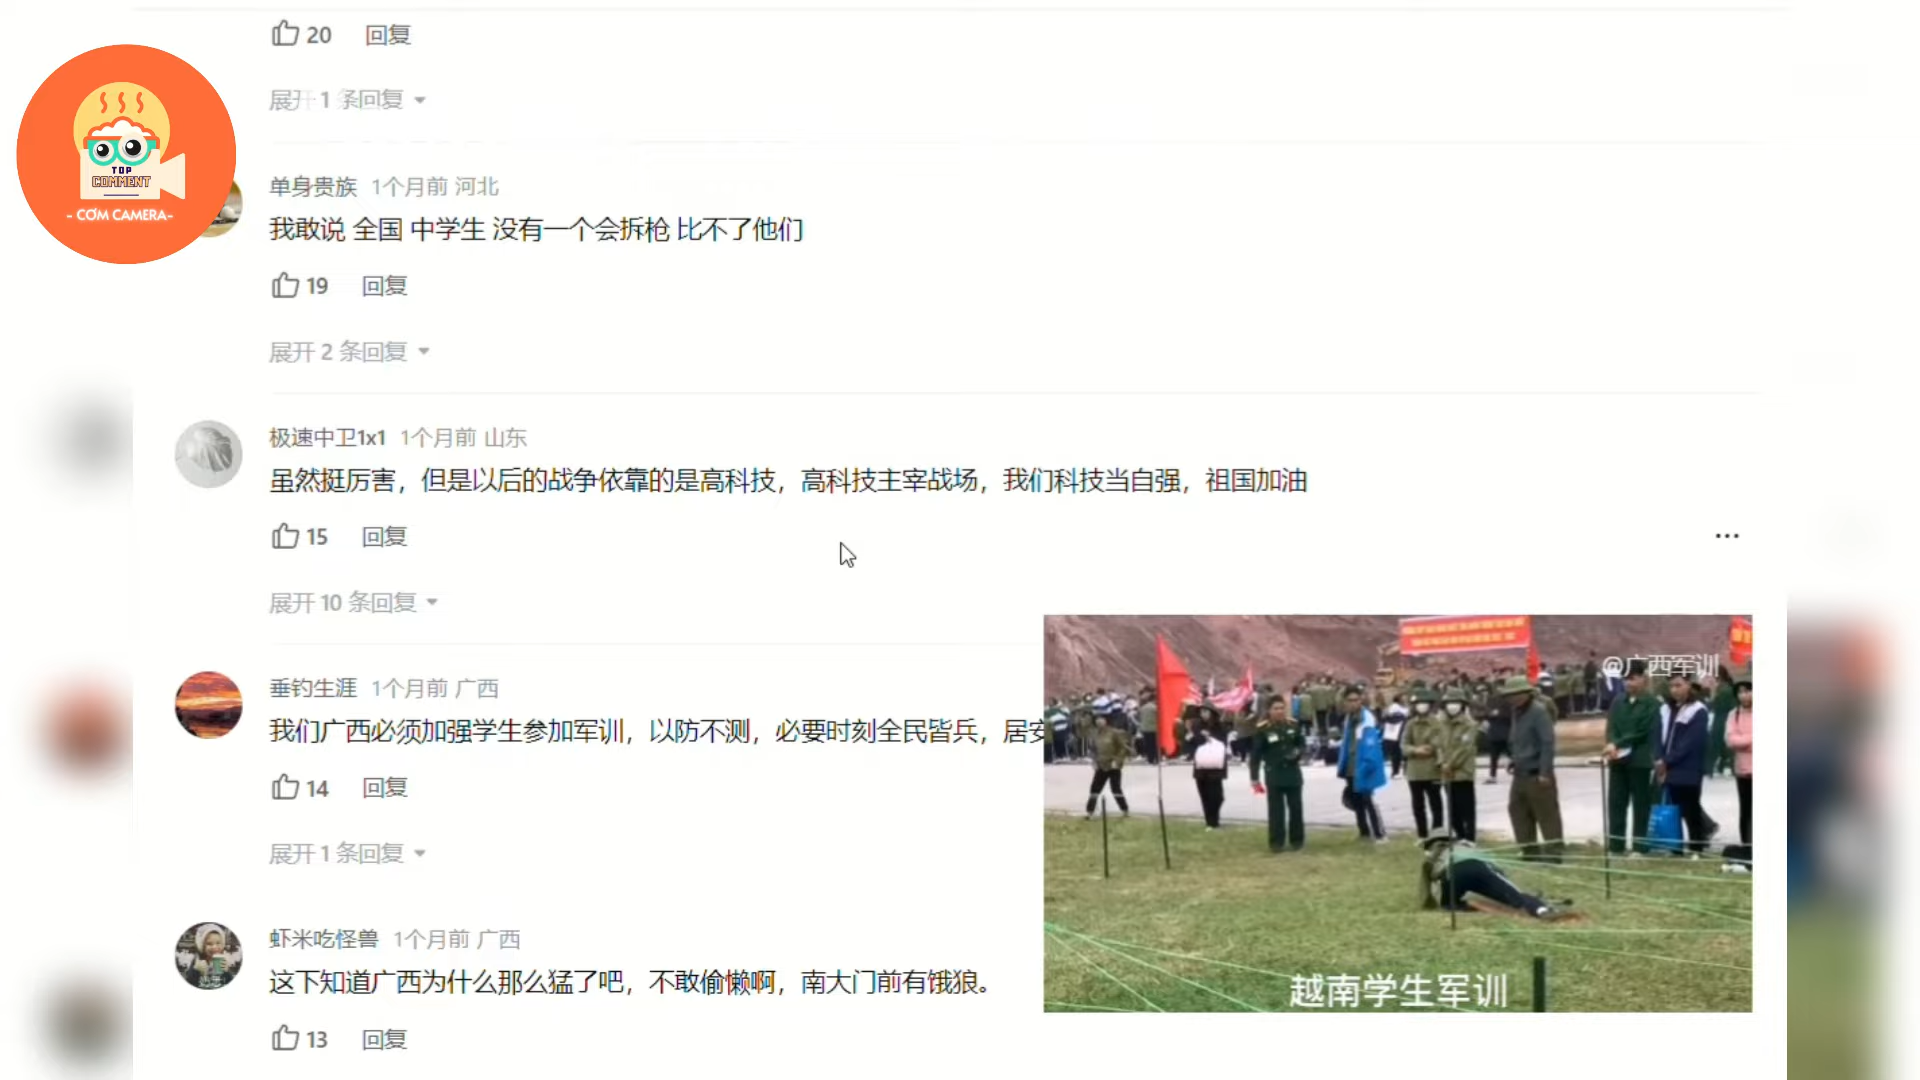 20 回复
展开 1 条回复
TOP
COMMENT
- CƠM CAMERA-
单身贵族 1个月前 河北
我敢说 全国 中学生 没有一个会拆枪 比不了他们
19 回复
展开 2 条回复
极速中卫1x1 1个月前 山东
虽然挺厉害，但是以后的战争依靠的是高科技，高科技主宰战场，我们科技当自强，祖国加油
15 回复
展开 10 条回复
垂钓生涯 1个月前 广西
我们广西必须加强学生参加军训，以防不测，必要时刻全民皆兵，居安
14 回复
展开 1 条回复
虾米吃怪兽 1个月前 广西
这下知道广西为什么那么猛了吧，不敢偷懒啊，南大门前有饿狼。
13 回复
@广西军训
越南学生军训